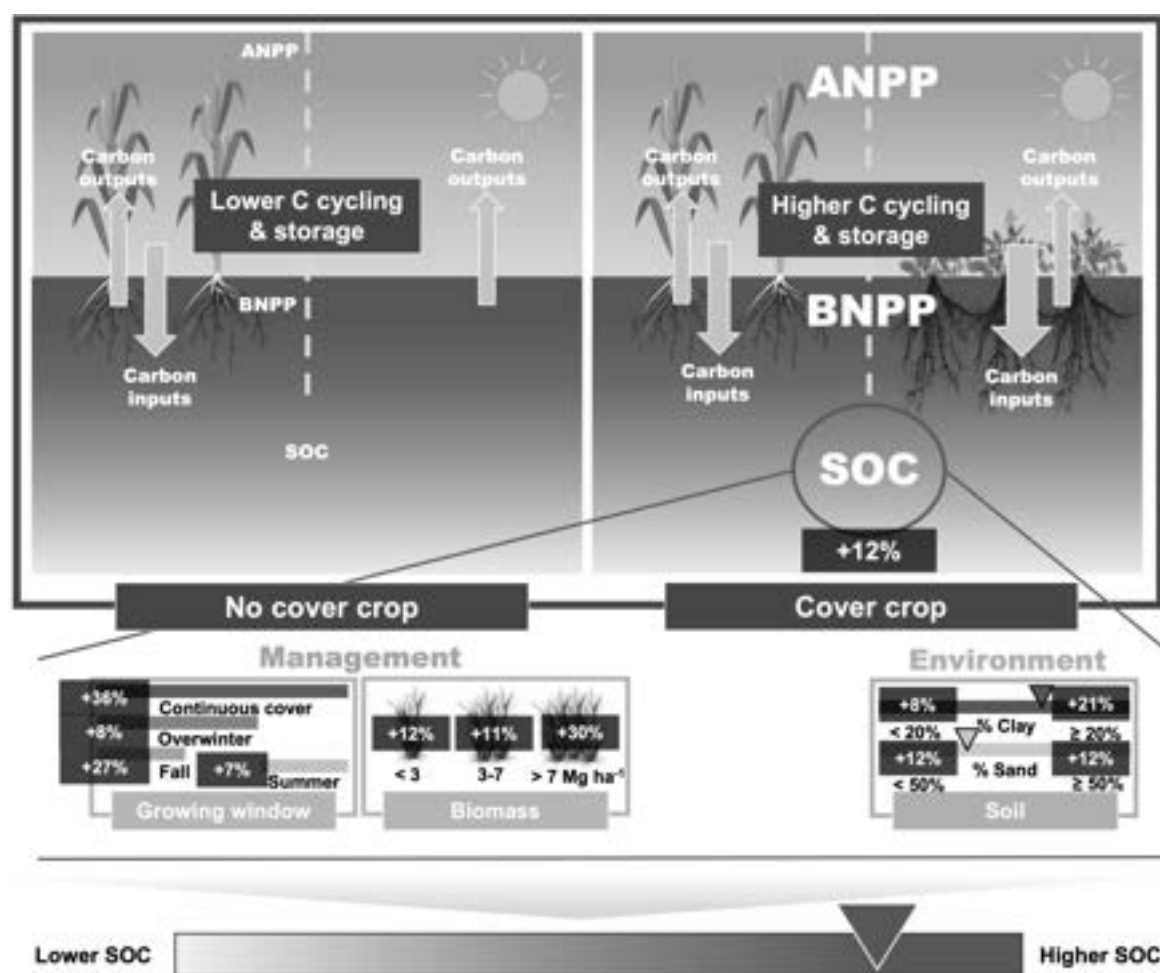 ANPP
Carbon
outputs
Carbon
outputs
Lower C cycling
& storage
BNPP
Carbon
inputs
SOC
No cover crop
ANPP
Carbon
outputs
Carbon
outputs
Higher C cycling
& storage
BNPP
Carbon
inputs
Carbon
inputs
SOC
+12%
Cover crop
Management
+36%
Continuous cover
+8%
Overwinter
+27%
Fall
+7%
Summer
Growing window
+12%
+11%
+30%
< 3
3-7
> 7 Mg ha⁻¹
Biomass
Environment
+8%
+21%
< 20%
% Clay
≥ 20%
+12%
+12%
< 50%
% Sand
≥ 50%
Soil
Lower SOC
Higher SOC